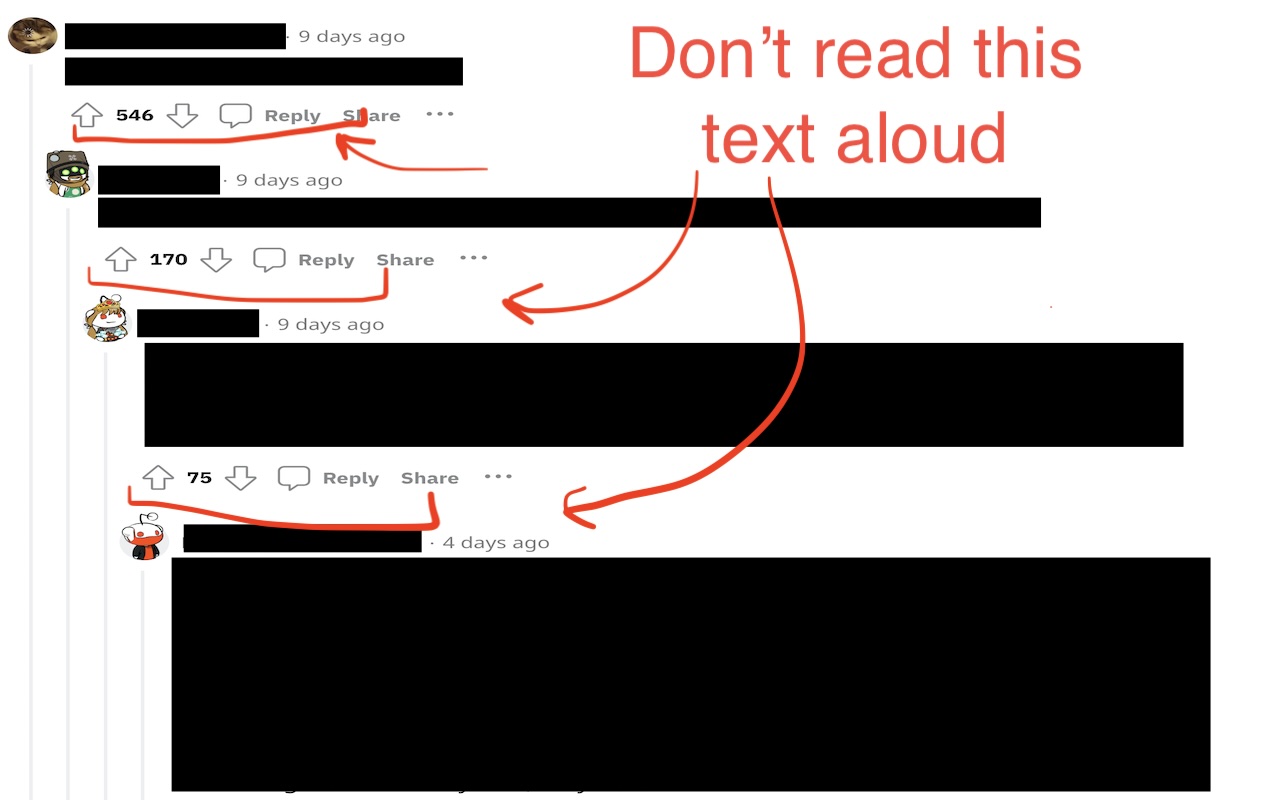 · 9 days ago
Don't read this
text aloud
546 Reply Share ···
· 9 days ago
170 Reply Share ···
· 9 days ago
75 Reply Share ···
· 4 days ago